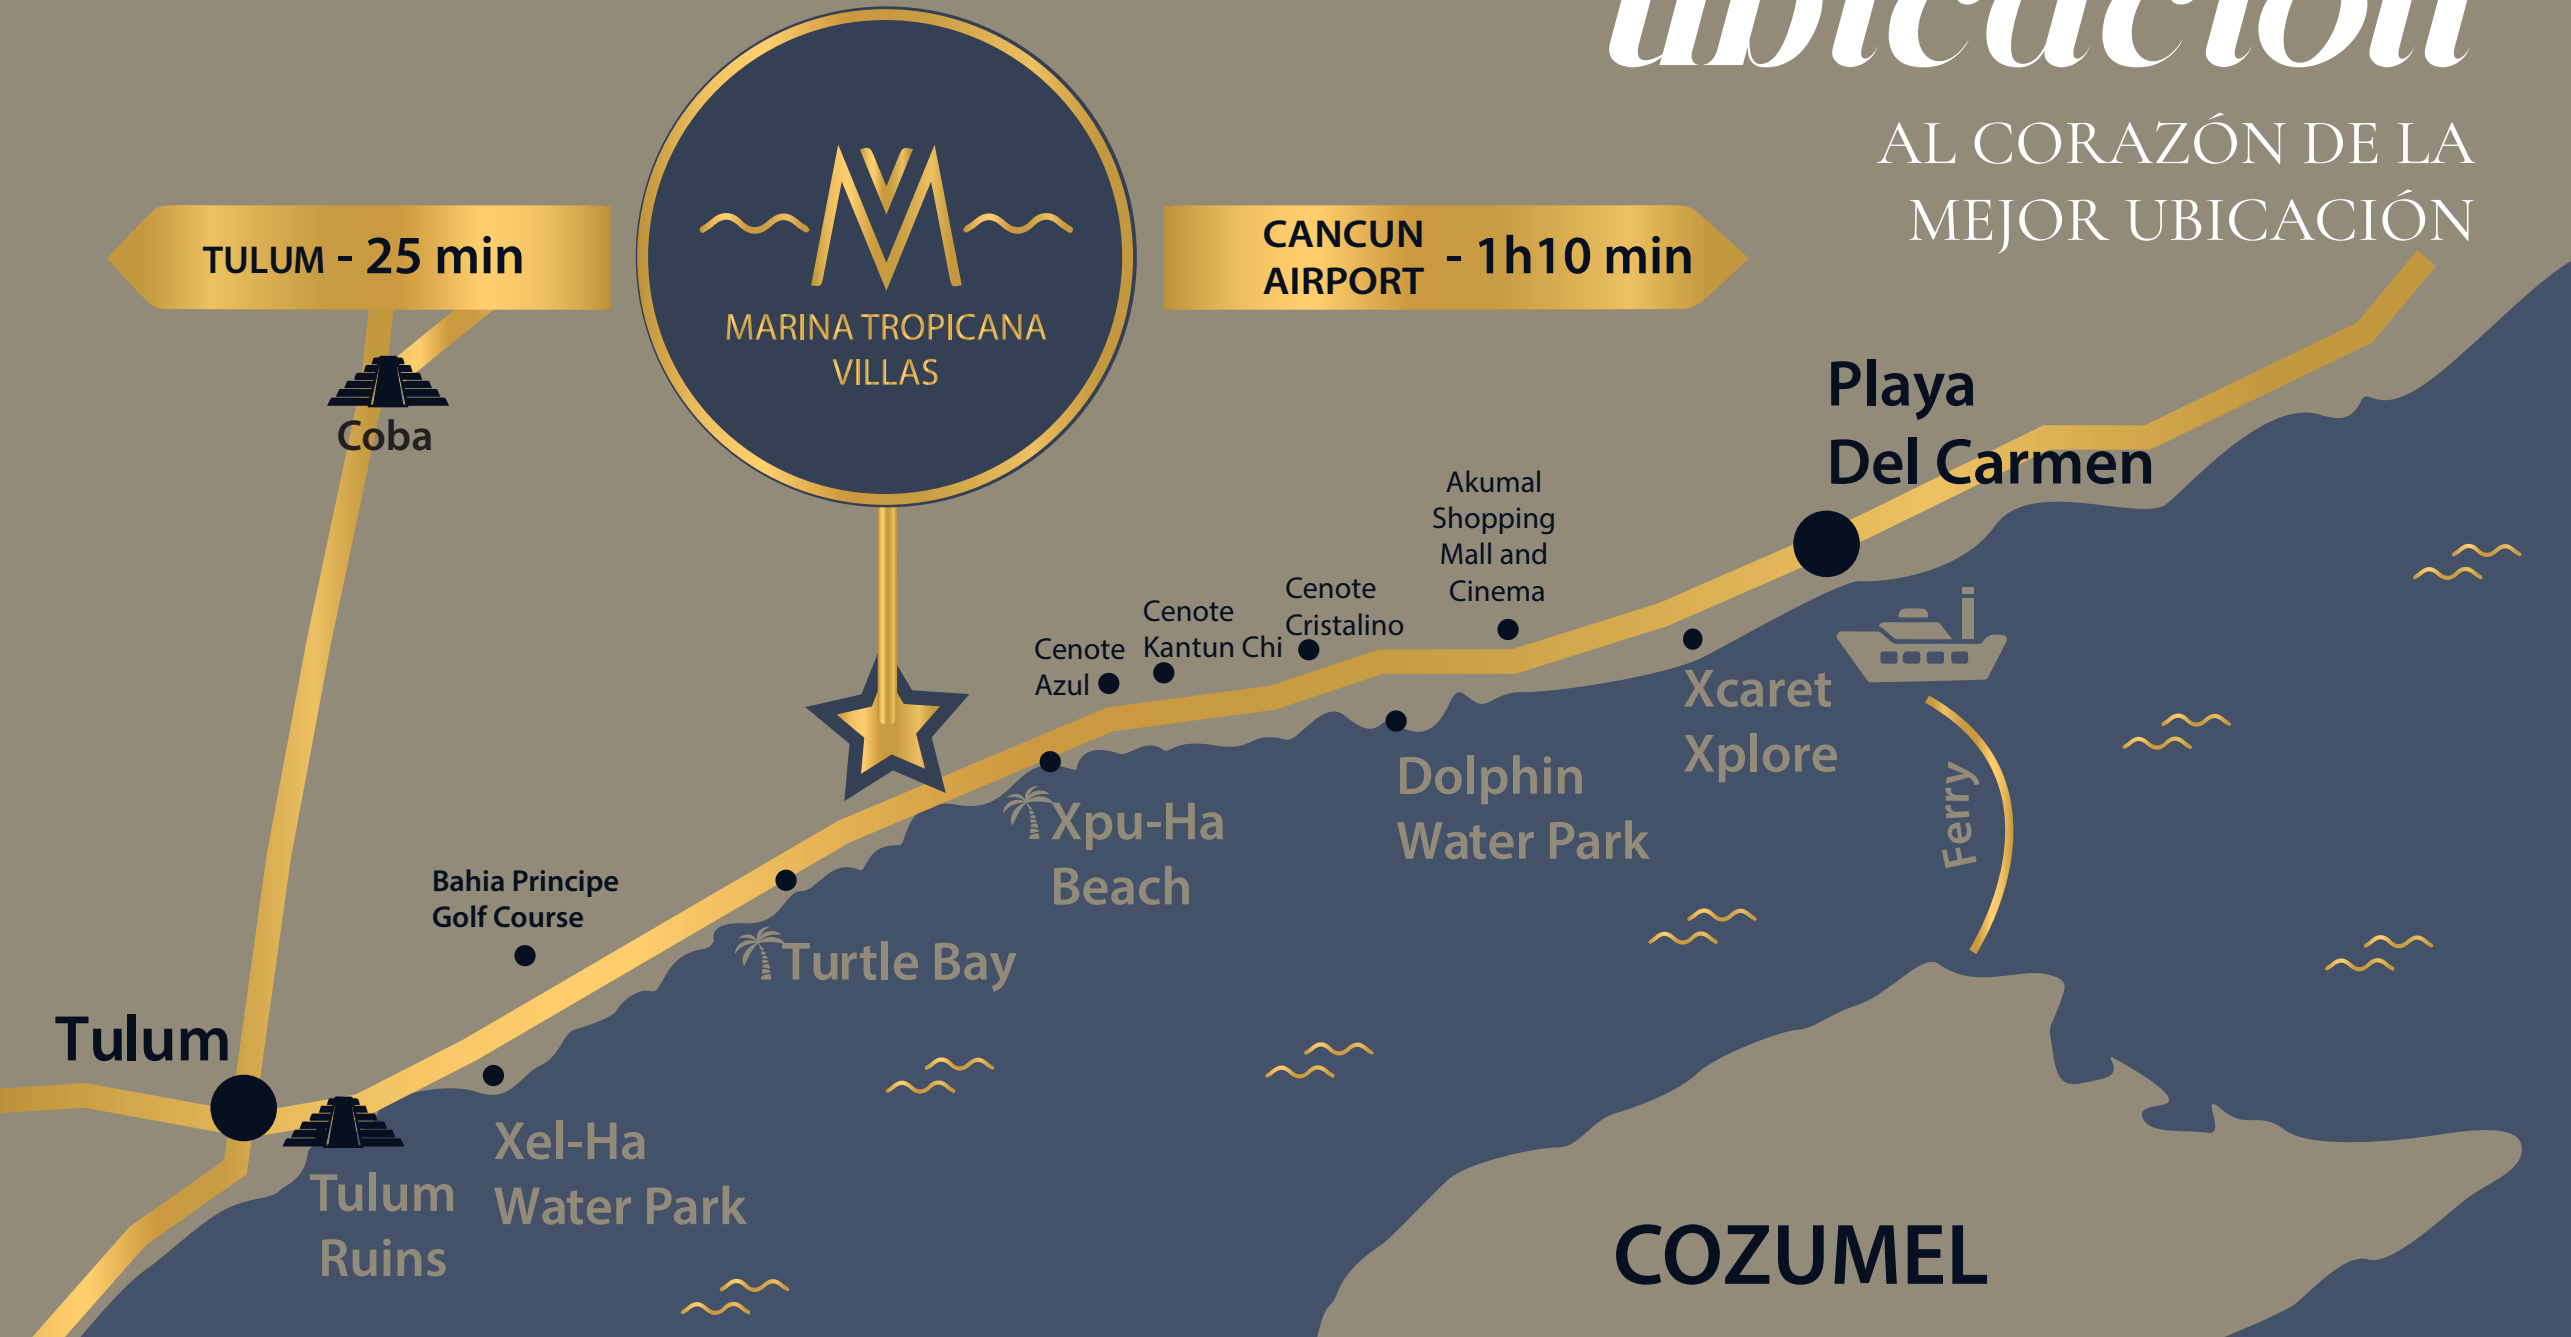 ubicación
AL CORAZÓN DE LA
MEJOR UBICACIÓN
TULUM - 25 min
MARINA TROPICANA
VILLAS
CANCUN
AIRPORT - 1h10 min
Coba
Playa
Del Carmen
Akumal
Shopping
Mall and
Cinema
Cenote
Cristalino
Cenote
Kantun Chi
Cenote
Azul
Xcaret
Xplore
Dolphin
Water Park
Ferry
Xpu-Ha
Beach
Bahia Principe
Golf Course
Turtle Bay
Tulum
Xel-Ha
Water Park
Tulum
Ruins
COZUMEL